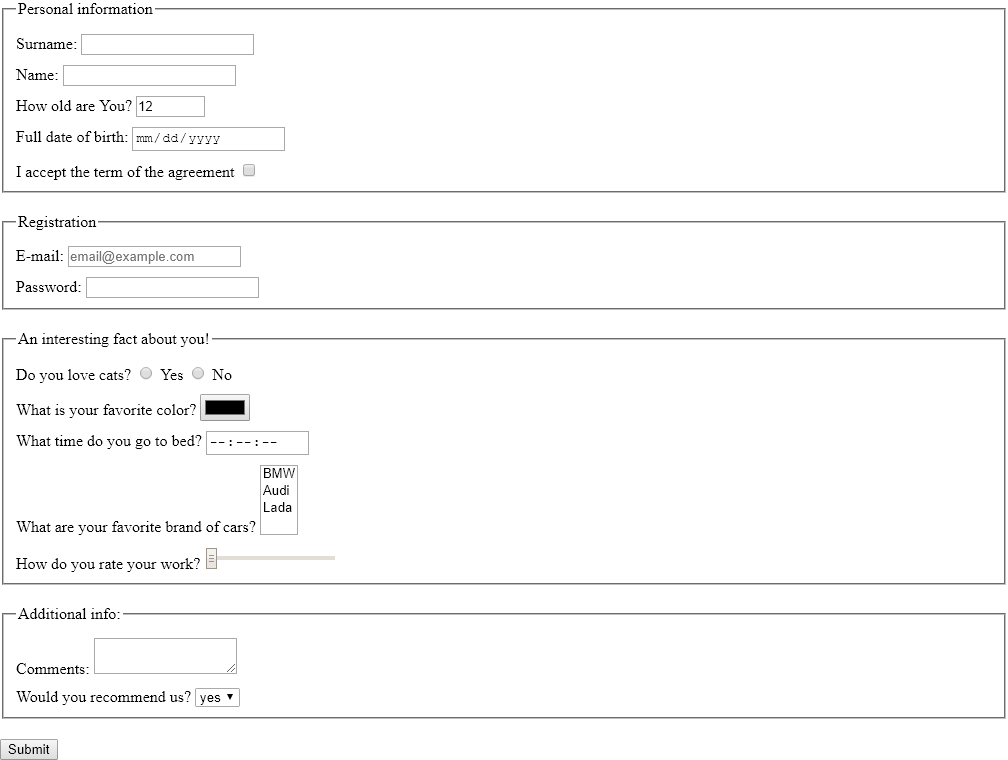 Personal information
Surname:
Name:
How old are You? 12
Full date of birth: mm/dd/yyyy
I accept the term of the agreement
Registration
E-mail: email@example.com
Password:
An interesting fact about you!
Do you love cats? Yes No
What is your favorite color?
What time do you go to bed? --:--:--
BMW
Audi
Lada
What are your favorite brand of cars?
How do you rate your work?
Additional info:
Comments:
Would you recommend us? yes
Submit